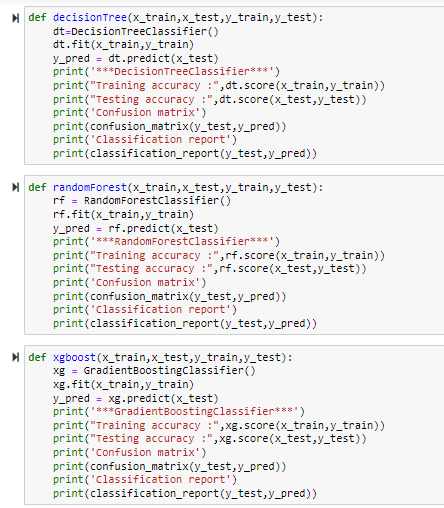 def decisionTree(x_train,x_test,y_train,y_test):
    dt=DecisionTreeClassifier()
    dt.fit(x_train,y_train)
    y_pred = dt.predict(x_test)
    print('***DecisionTreeClassifier***')
    print("Training accuracy :",dt.score(x_train,y_train))
    print("Testing accuracy :",dt.score(x_test,y_test))
    print('Confusion matrix')
    print(confusion_matrix(y_test,y_pred))
    print('Classification report')
    print(classification_report(y_test,y_pred))
def randomForest(x_train,x_test,y_train,y_test):
    rf = RandomForestClassifier()
    rf.fit(x_train,y_train)
    y_pred = rf.predict(x_test)
    print('***RandomForestClassifier***')
    print("Training accuracy :",rf.score(x_train,y_train))
    print("Testing accuracy :",rf.score(x_test,y_test))
    print('Confusion matrix')
    print(confusion_matrix(y_test,y_pred))
    print('Classification report')
    print(classification_report(y_test,y_pred))
def xgboost(x_train,x_test,y_train,y_test):
    xg = GradientBoostingClassifier()
    xg.fit(x_train,y_train)
    y_pred = xg.predict(x_test)
    print('***GradientBoostingClassifier***')
    print("Training accuracy :",xg.score(x_train,y_train))
    print("Testing accuracy :",xg.score(x_test,y_test))
    print('Confusion matrix')
    print(confusion_matrix(y_test,y_pred))
    print('Classification report')
    print(classification_report(y_test,y_pred))